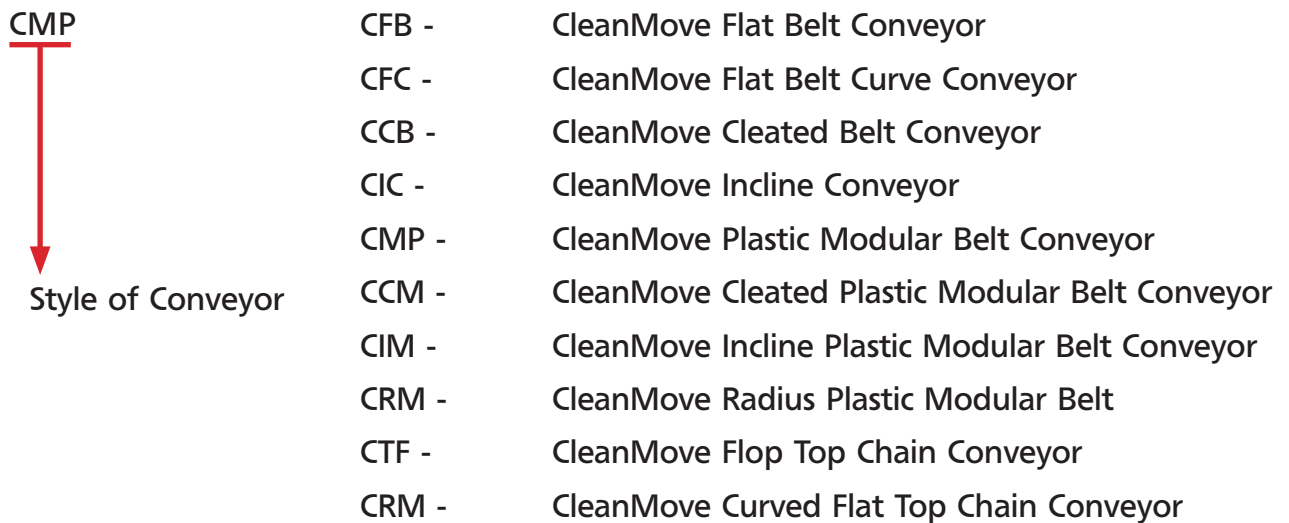 CMP
CFB - CleanMove Flat Belt Conveyor
CFC - CleanMove Flat Belt Curve Conveyor
CCB - CleanMove Cleated Belt Conveyor
CIC - CleanMove Incline Conveyor
CMP - CleanMove Plastic Modular Belt Conveyor
Style of Conveyor
CCM - CleanMove Cleated Plastic Modular Belt Conveyor
CIM - CleanMove Incline Plastic Modular Belt Conveyor
CRM - CleanMove Radius Plastic Modular Belt
CTF - CleanMove Flop Top Chain Conveyor
CRM - CleanMove Curved Flat Top Chain Conveyor